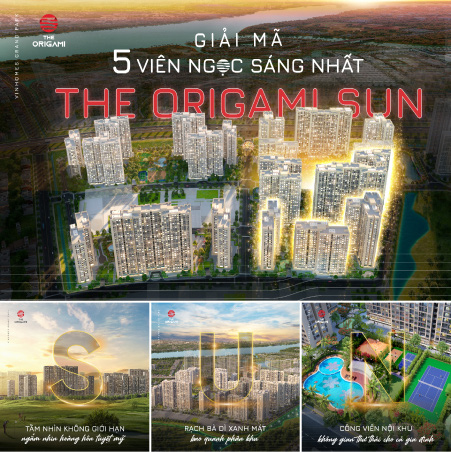 THE
ORIGAMI
VINHOMES GRAND PARK
GIẢI MÃ
5 VIÊN NGỌC SÁNG NHẤT
THE ORIGAMI SUN
S
TẦM NHÌN KHÔNG GIỚI HẠN
ngắm nhìn hoàng hôn tuyệt mỹ
U
RẠCH BÀ DÌ XANH MÁT
bao quanh phân khu
N
CÔNG VIÊN NỘI KHU
không gian thư thái cho cả gia đình